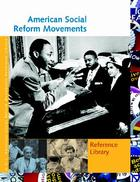 American Social
Reform Movements
Reference
Library